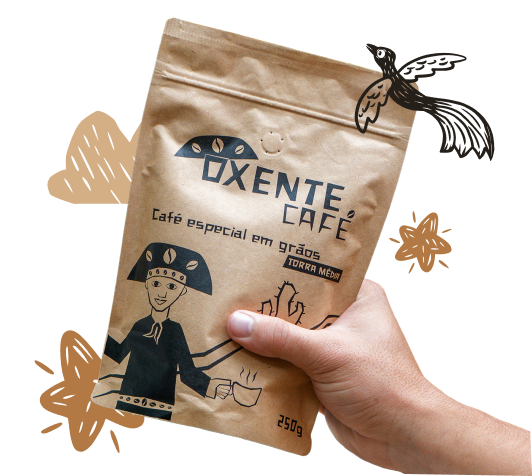 OXENTE
CAFÉ
Café especial em grãos
TORRA MÉDIA
250g